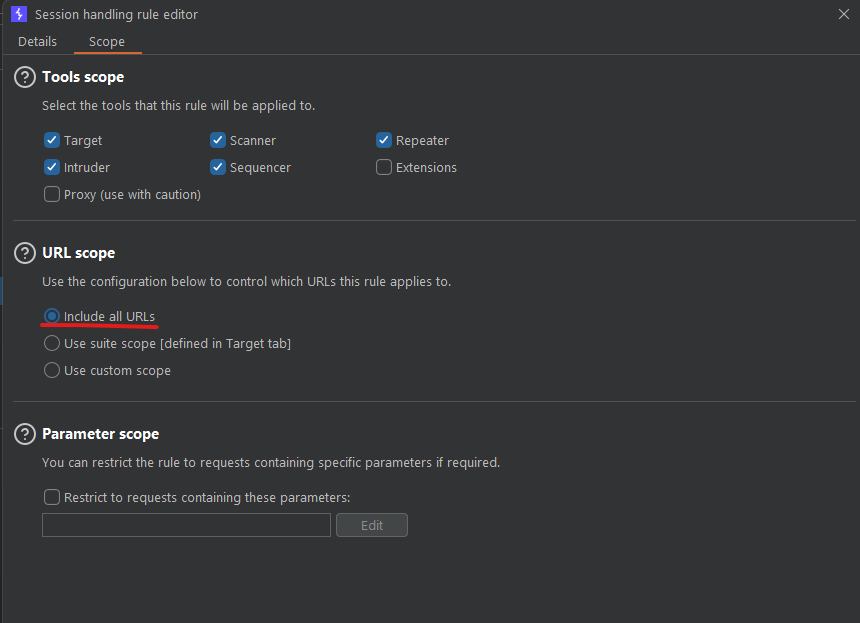 Session handling rule editor
Details Scope
Tools scope
Select the tools that this rule will be applied to.
Target Scanner Repeater
Intruder Sequencer Extensions
Proxy (use with caution)
URL scope
Use the configuration below to control which URLs this rule applies to.
Include all URLs
Use suite scope [defined in Target tab]
Use custom scope
Parameter scope
You can restrict the rule to requests containing specific parameters if required.
Restrict to requests containing these parameters:
Edit